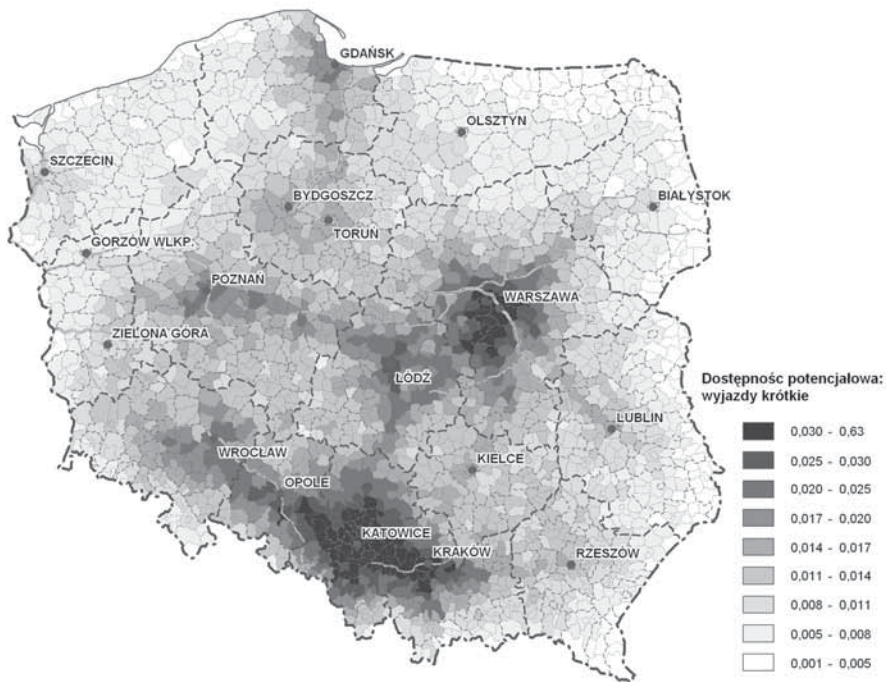 GDAŃSK
OLSZTYN
SZCZECIN
BYDGOSZCZ.
BIAŁYSTOK
TORUŃ
GORZÓW WLKP.
POZNAŃ
WARSZAWA
ZIELONA GÓRA
ŁÓDŹ
LUBLIN
WROCŁAW
KIELCE
OPOLE
KATOWICE
KRAKÓW
RZESZÓW
Dostępnośc potencjałowa:
wyjazdy krótkie
0,030 - 0,63
0,025 - 0,030
0,020 - 0,025
0,017 - 0,020
0,014 - 0,017
0,011 - 0,014
0,008 - 0,011
0,005 - 0,008
0,001 - 0,005